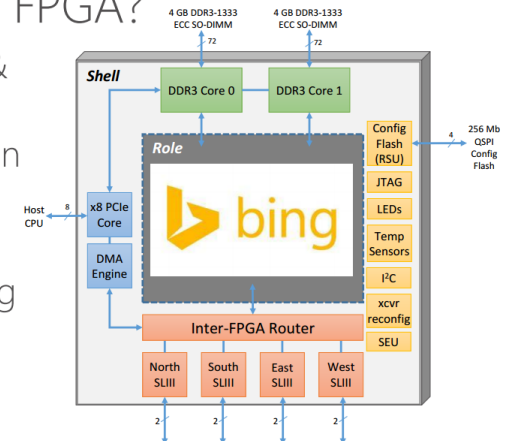 FPGA?
&
n
g
4 GB DDR3-1333
ECC SO-DIMM
4 GB DDR3-1333
ECC SO-DIMM
72
72
Shell
DDR3 Core 0
DDR3 Core 1
Role
bing
Host
CPU
8
x8 PCIe
Core
DMA
Engine
Config
Flash
(RSU)
4
256 Mb
QSPI
Config
Flash
JTAG
LEDs
Temp
Sensors
I²C
xcvr
reconfig
SEU
Inter-FPGA Router
North
SLIII
South
SLIII
East
SLIII
West
SLIII
2
2
2
2